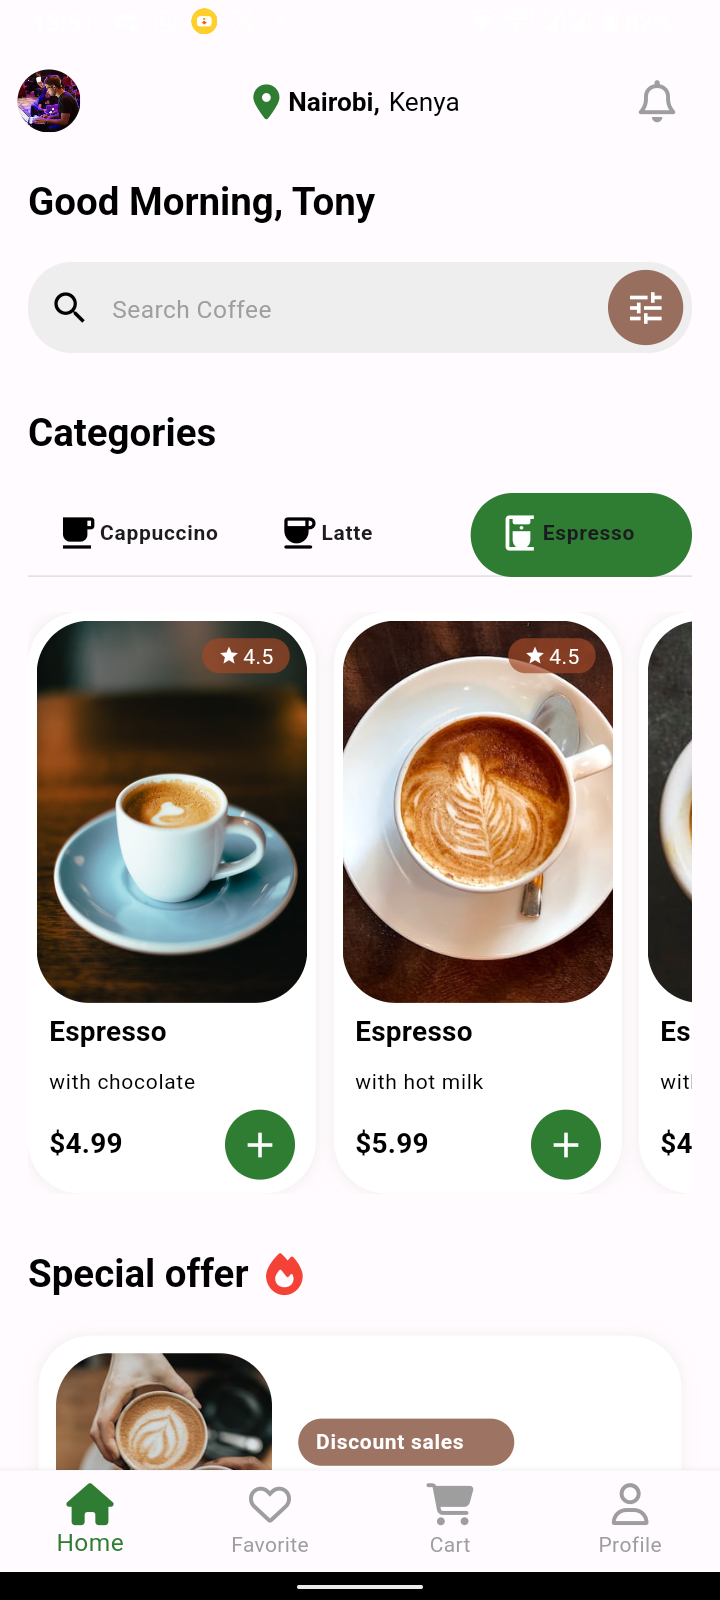 Nairobi, Kenya
Good Morning, Tony
Search Coffee
Categories
Cappuccino Latte Espresso
4.5 4.5
Espresso Espresso Es
with chocolate with hot milk
$4.99 $5.99 $4
Special offer
Discount sales
Home Favorite Cart Profile